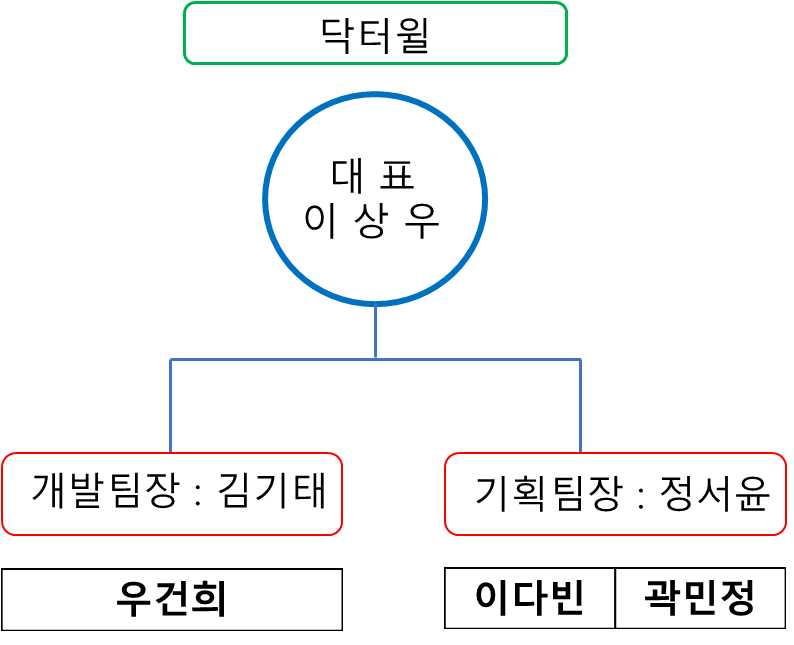 닥터윌
대 표
이 상 우
개발팀장 : 김기태
기획팀장 : 정서윤
우건희
이다빈
곽민정